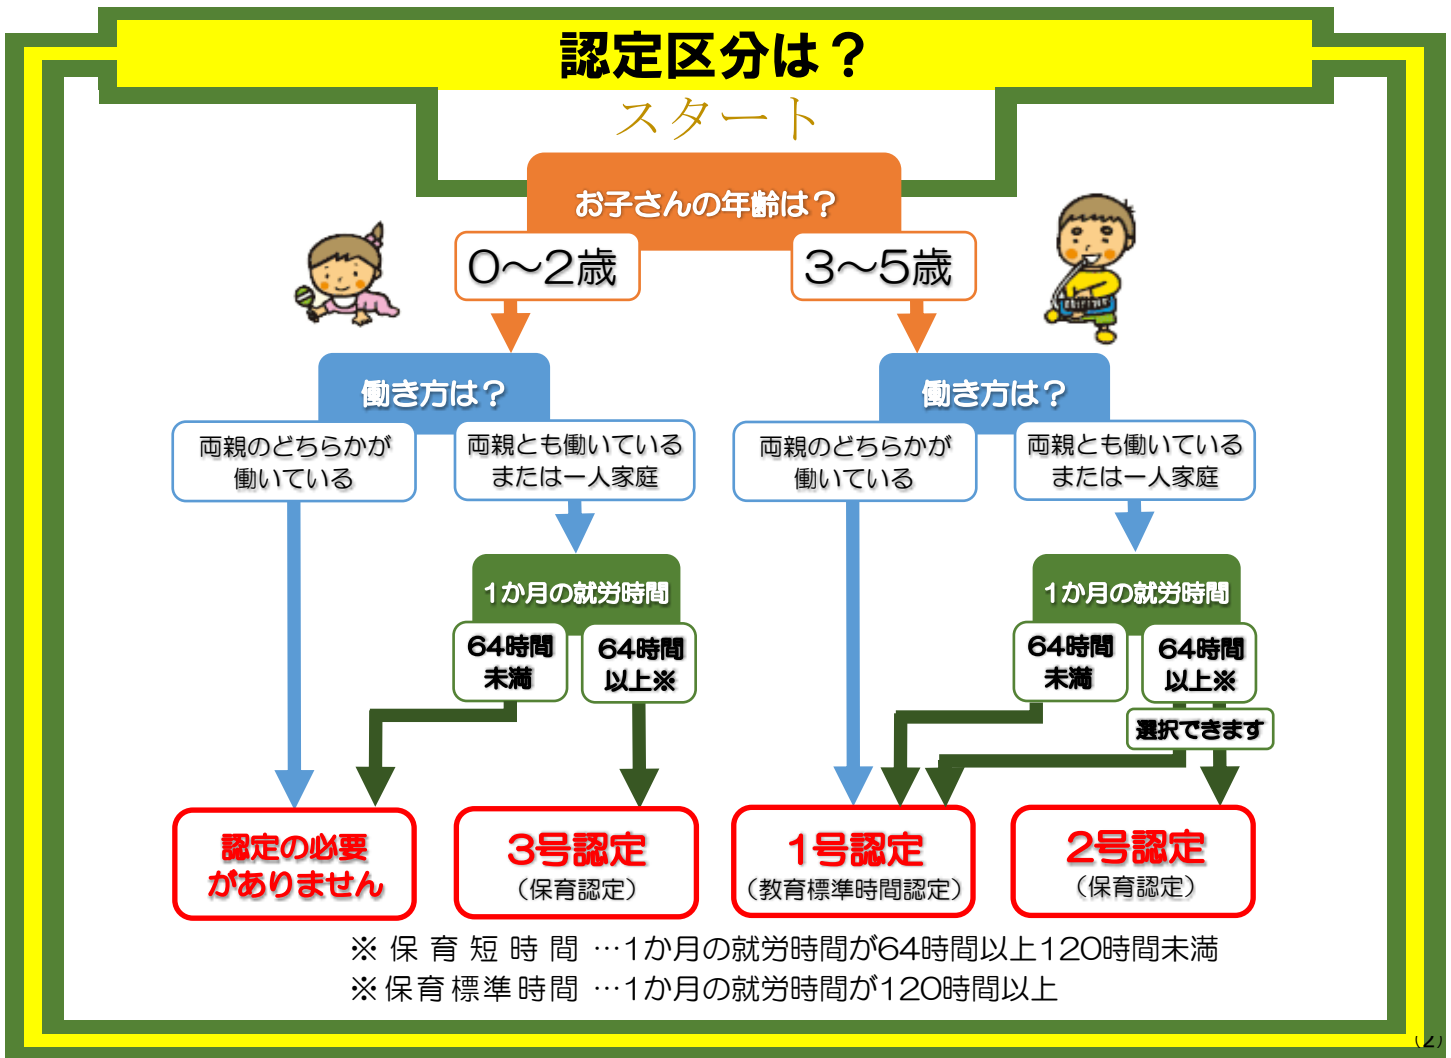 認定区分は？
スタート
お子さんの年齢は？
0～2歳
3～5歳
働き方は？
働き方は？
両親のどちらかが
働いている
両親とも働いている
または一人家庭
両親のどちらかが
働いている
両親とも働いている
または一人家庭
1か月の就労時間
1か月の就労時間
64時間
未満
64時間
以上※
64時間
未満
64時間
以上※
選択できます
認定の必要
がありません
3号認定
（保育認定）
1号認定
（教育標準時間認定）
2号認定
（保育認定）
※保育短時間…1か月の就労時間が64時間以上120時間未満
※保育標準時間…1か月の就労時間が120時間以上
(2)